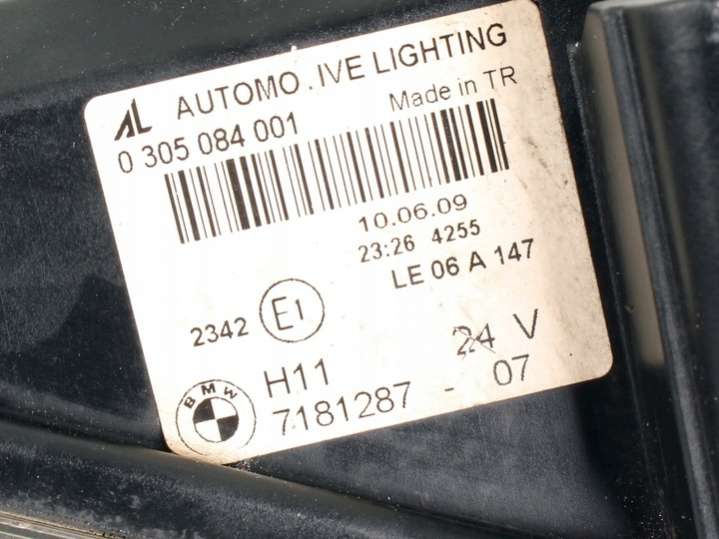 AL AUTOMO .IVE LIGHTING
Made in TR
0 305 084 001
10.06.09
23:26 4255
LE 06 A 147
2342 E1
H11 24 V
BMW 7181287 - 07